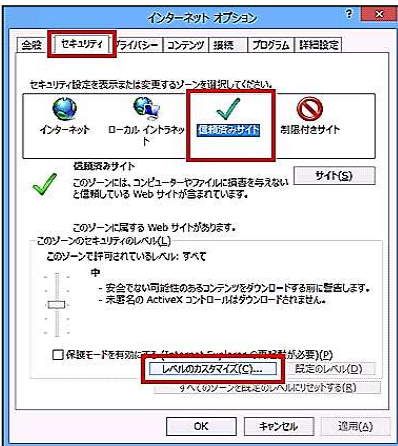 インターネット オプション
? ×
全般 セキュリティ プライバシー コンテンツ 接続 プログラム 詳細設定
セキュリティ設定を表示または変更するゾーンを選択してください。
インターネット ローカル イントラネッ 信頼済みサイト 制限付きサイト
ト
信頼済みサイト
サイト(S)
このゾーンには、コンピューターやファイルに損害を与えない
と信頼している Web サイトが含まれています。
このゾーンに属する Web サイトがあります。
このゾーンのセキュリティのレベル(L)
このゾーンで許可されているレベル: すべて
中
- 安全でない可能性のあるコンテンツをダウンロードする前に警告します。
- 未署名の ActiveX コントロールはダウンロードされません。
保護モードを有効にする (Internet Explorer の再起動が必要)(P)
レベルのカスタマイズ(C)... 既定のレベル(D)
すべてのゾーンを既定のレベルにリセットする(R)
OK キャンセル 適用(A)